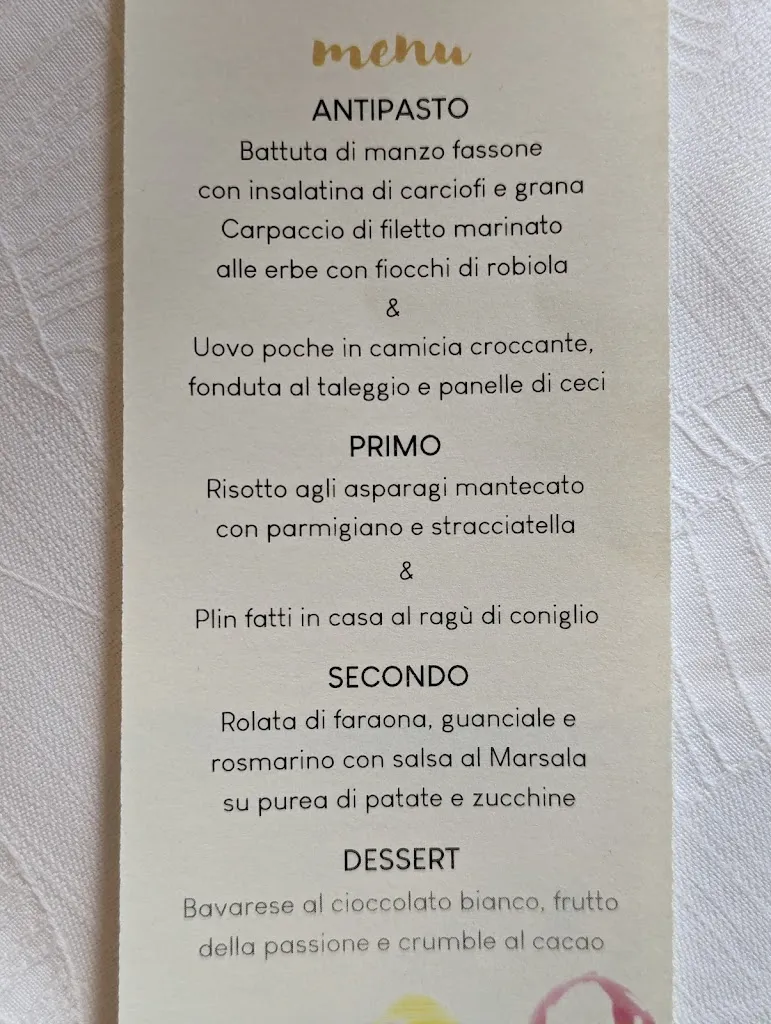 menu
ANTIPASTO
Battuta di manzo fassone
con insalatina di carciofi e grana
Carpaccio di filetto marinato
alle erbe con fiocchi di robiola
&
Uovo poche in camicia croccante,
fonduta al taleggio e panelle di ceci
PRIMO
Risotto agli asparagi mantecato
con parmigiano e stracciatella
&
Plin fatti in casa al ragù di coniglio
SECONDO
Rolata di faraona, guanciale e
rosmarino con salsa al Marsala
su purea di patate e zucchine
DESSERT
Bavarese al cioccolato bianco, frutto
della passione e crumble al cacao